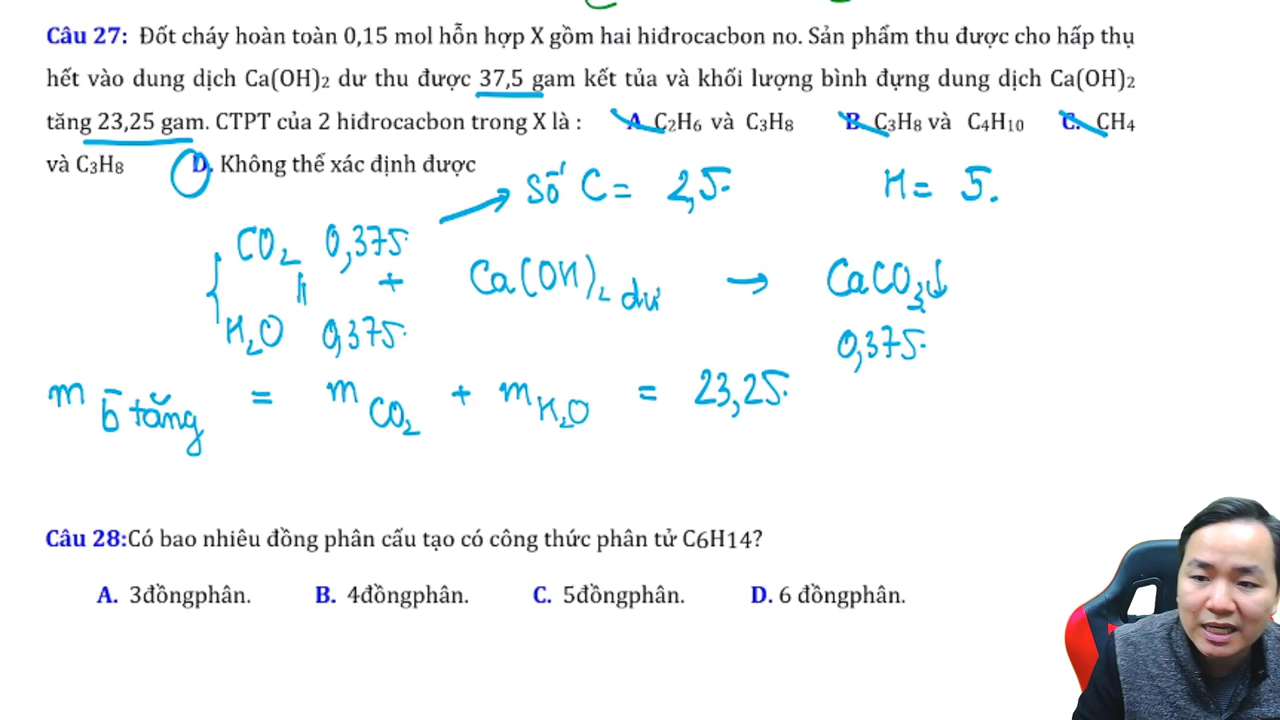 Câu 27: Đốt cháy hoàn toàn 0,15 mol hỗn hợp X gồm hai hiđrocacbon no. Sản phẩm thu được cho hấp thụ
hết vào dung dịch Ca(OH)₂ dư thu được 37,5 gam kết tủa và khối lượng bình đựng dung dịch Ca(OH)₂
tăng 23,25 gam. CTPT của 2 hiđrocacbon trong X là : A. C₂H₆ và C₃H₈ B. C₃H₈ và C₄H₁₀ C. CH₄
và C₃H₈ D. Không thể xác định được
Số C = 2,5. H = 5.
CO₂ 0,375. + Ca(OH)₂ dư → CaCO₃↓
H₂O 0,375. 0,375.
m b tăng = m CO₂ + m H₂O = 23,25.
Câu 28:Có bao nhiêu đồng phân cấu tạo có công thức phân tử C6H14?
A. 3đồngphân. B. 4đồngphân. C. 5đồngphân. D. 6 đồngphân.